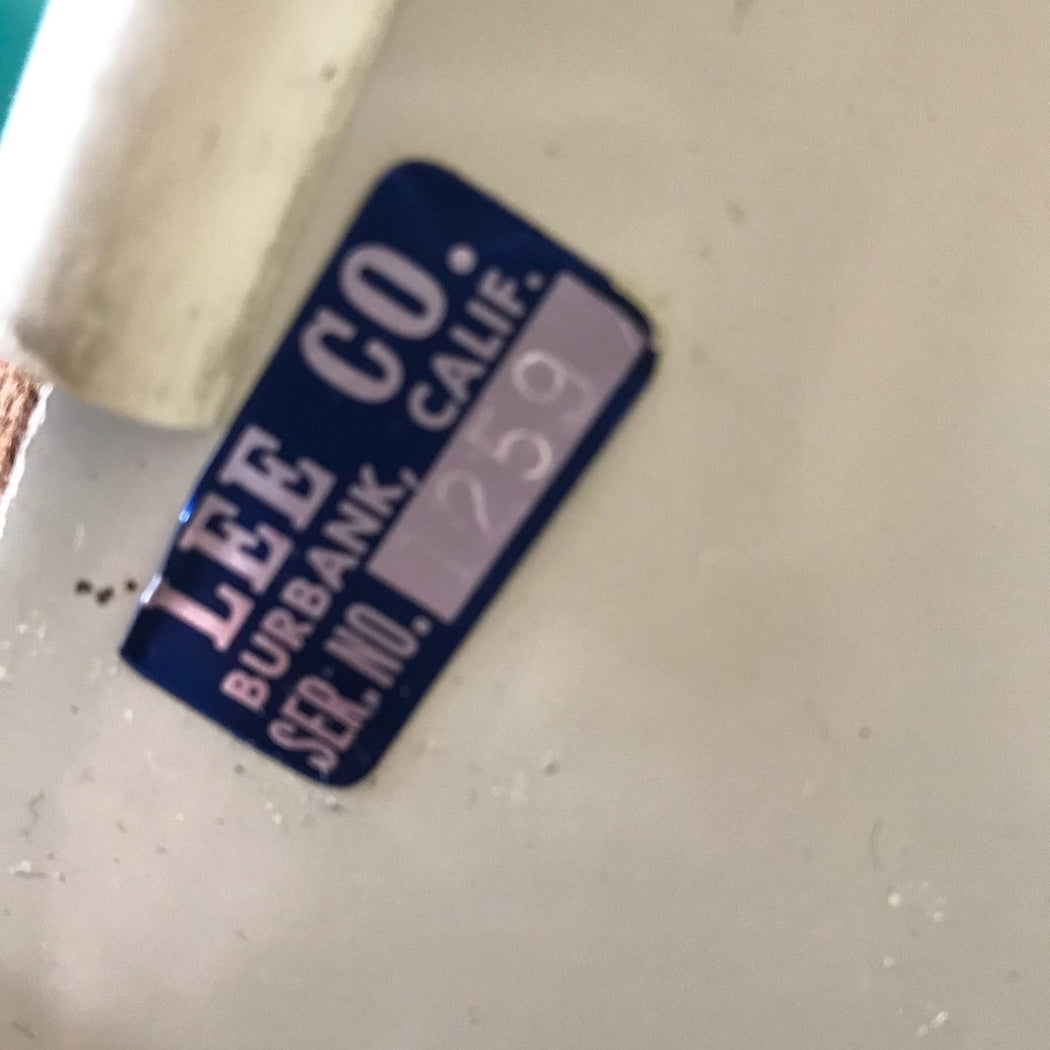 LEE CO.
BURBANK, CALIF.
SER. NO. 1259